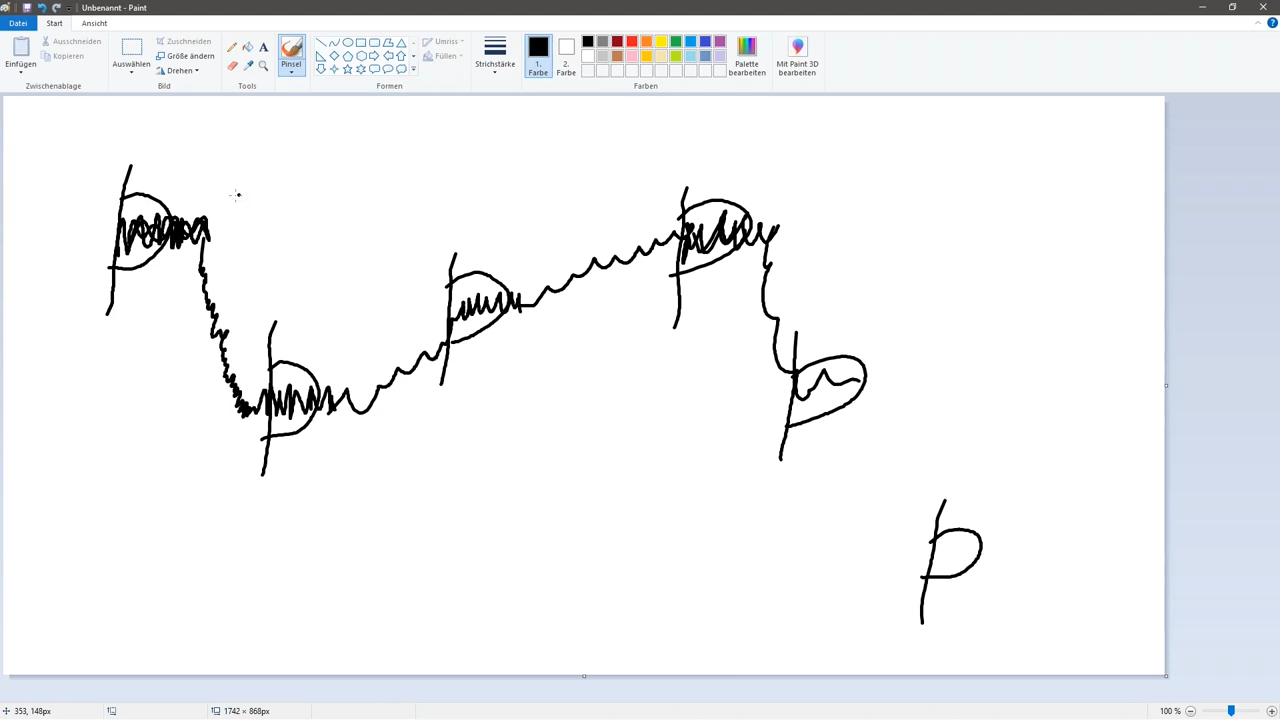 Unbenannt - Paint
Datei Start Ansicht
Einfügen
Ausschneiden
Kopieren
Zwischenablage
Auswählen
Zuschneiden
Größe ändern
Drehen
Bild
A
Tools
Pinsel
Formen
Umriss
Füllen
Strichstärke
1. Farbe
2. Farbe
Farben
Palette bearbeiten
Mit Paint 3D bearbeiten
353, 148px
1742 × 868px
100 %